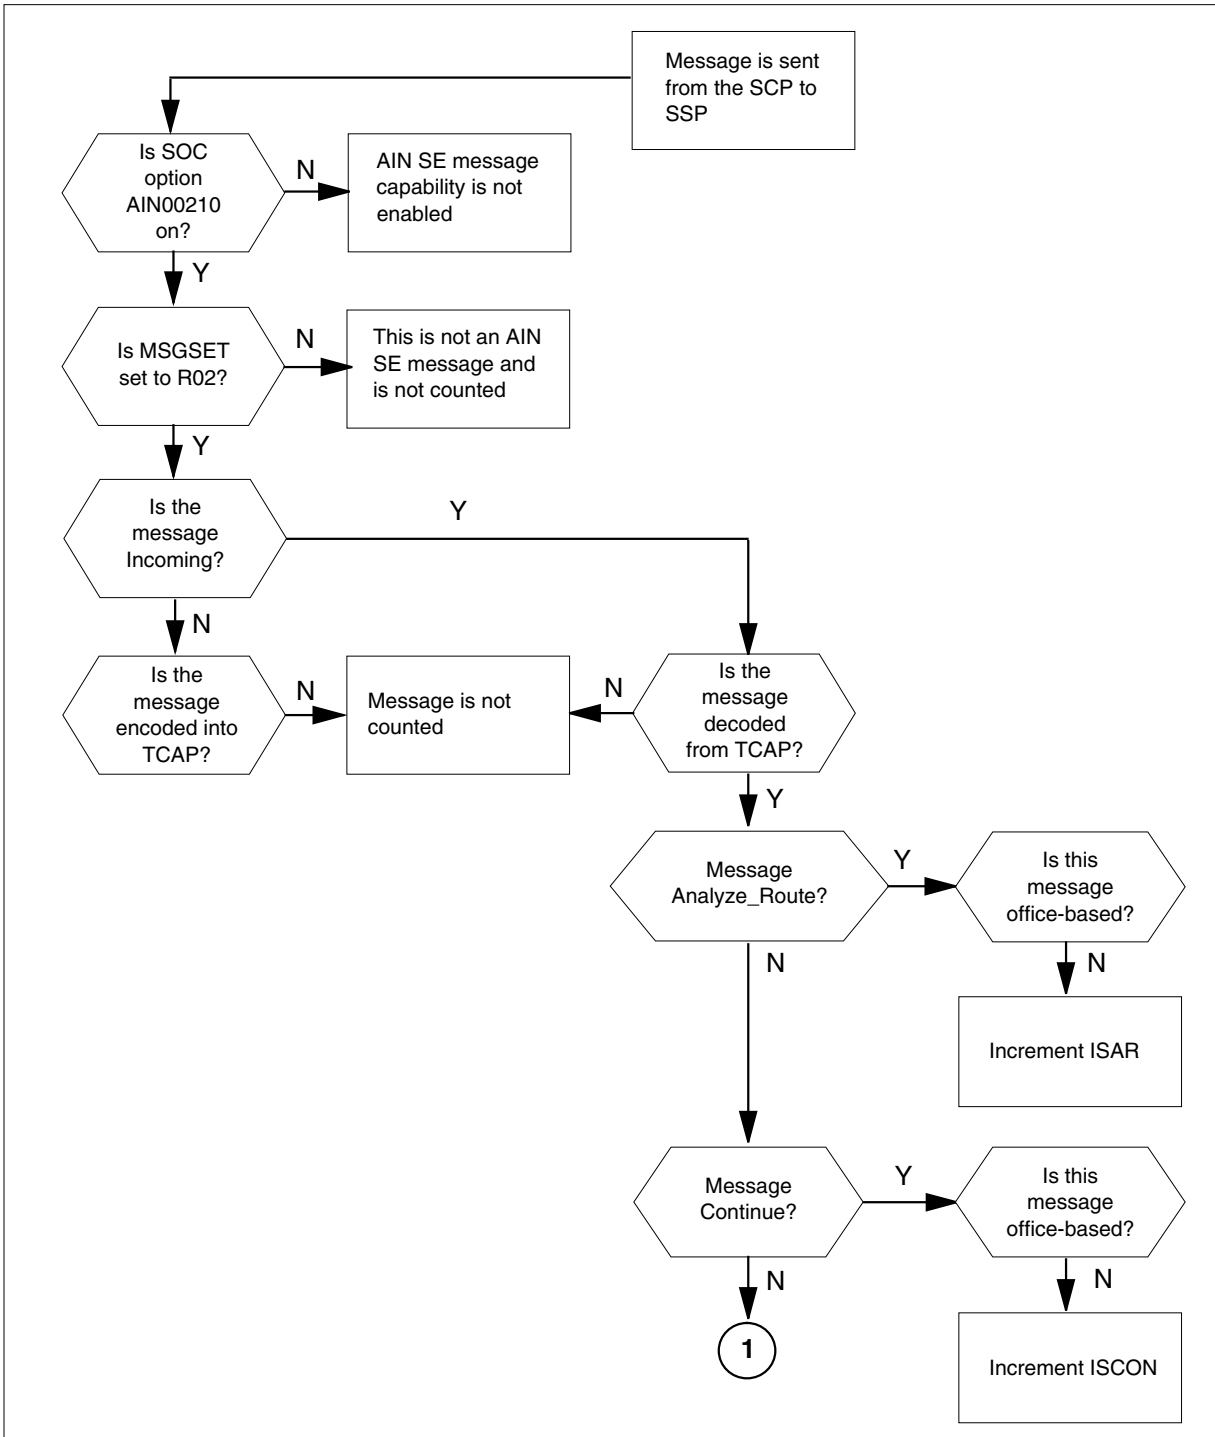 Message is sent
from the SCP to
SSP
Is SOC
option
AIN00210
on?
N
AIN SE message
capability is not
enabled
Y
Is MSGSET
set to R02?
N
This is not an AIN
SE message and
is not counted
Y
Is the
message
Incoming?
Y
N
Is the
message
encoded into
TCAP?
N
Message is not
counted
N
Is the
message
decoded
from TCAP?
Y
Message
Analyze_Route?
Y
Is this
message
office-based?
N
N
Increment ISAR
Message
Continue?
Y
Is this
message
office-based?
N
N
1
Increment ISCON